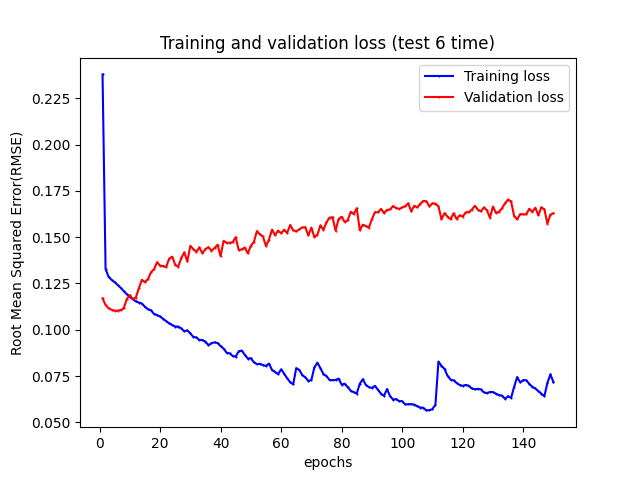 Training and validation loss (test 6 time)
Training loss
Validation loss
Root Mean Squared Error(RMSE)
0.225
0.200
0.175
0.150
0.125
0.100
0.075
0.050
0 20 40 60 80 100 120 140
epochs